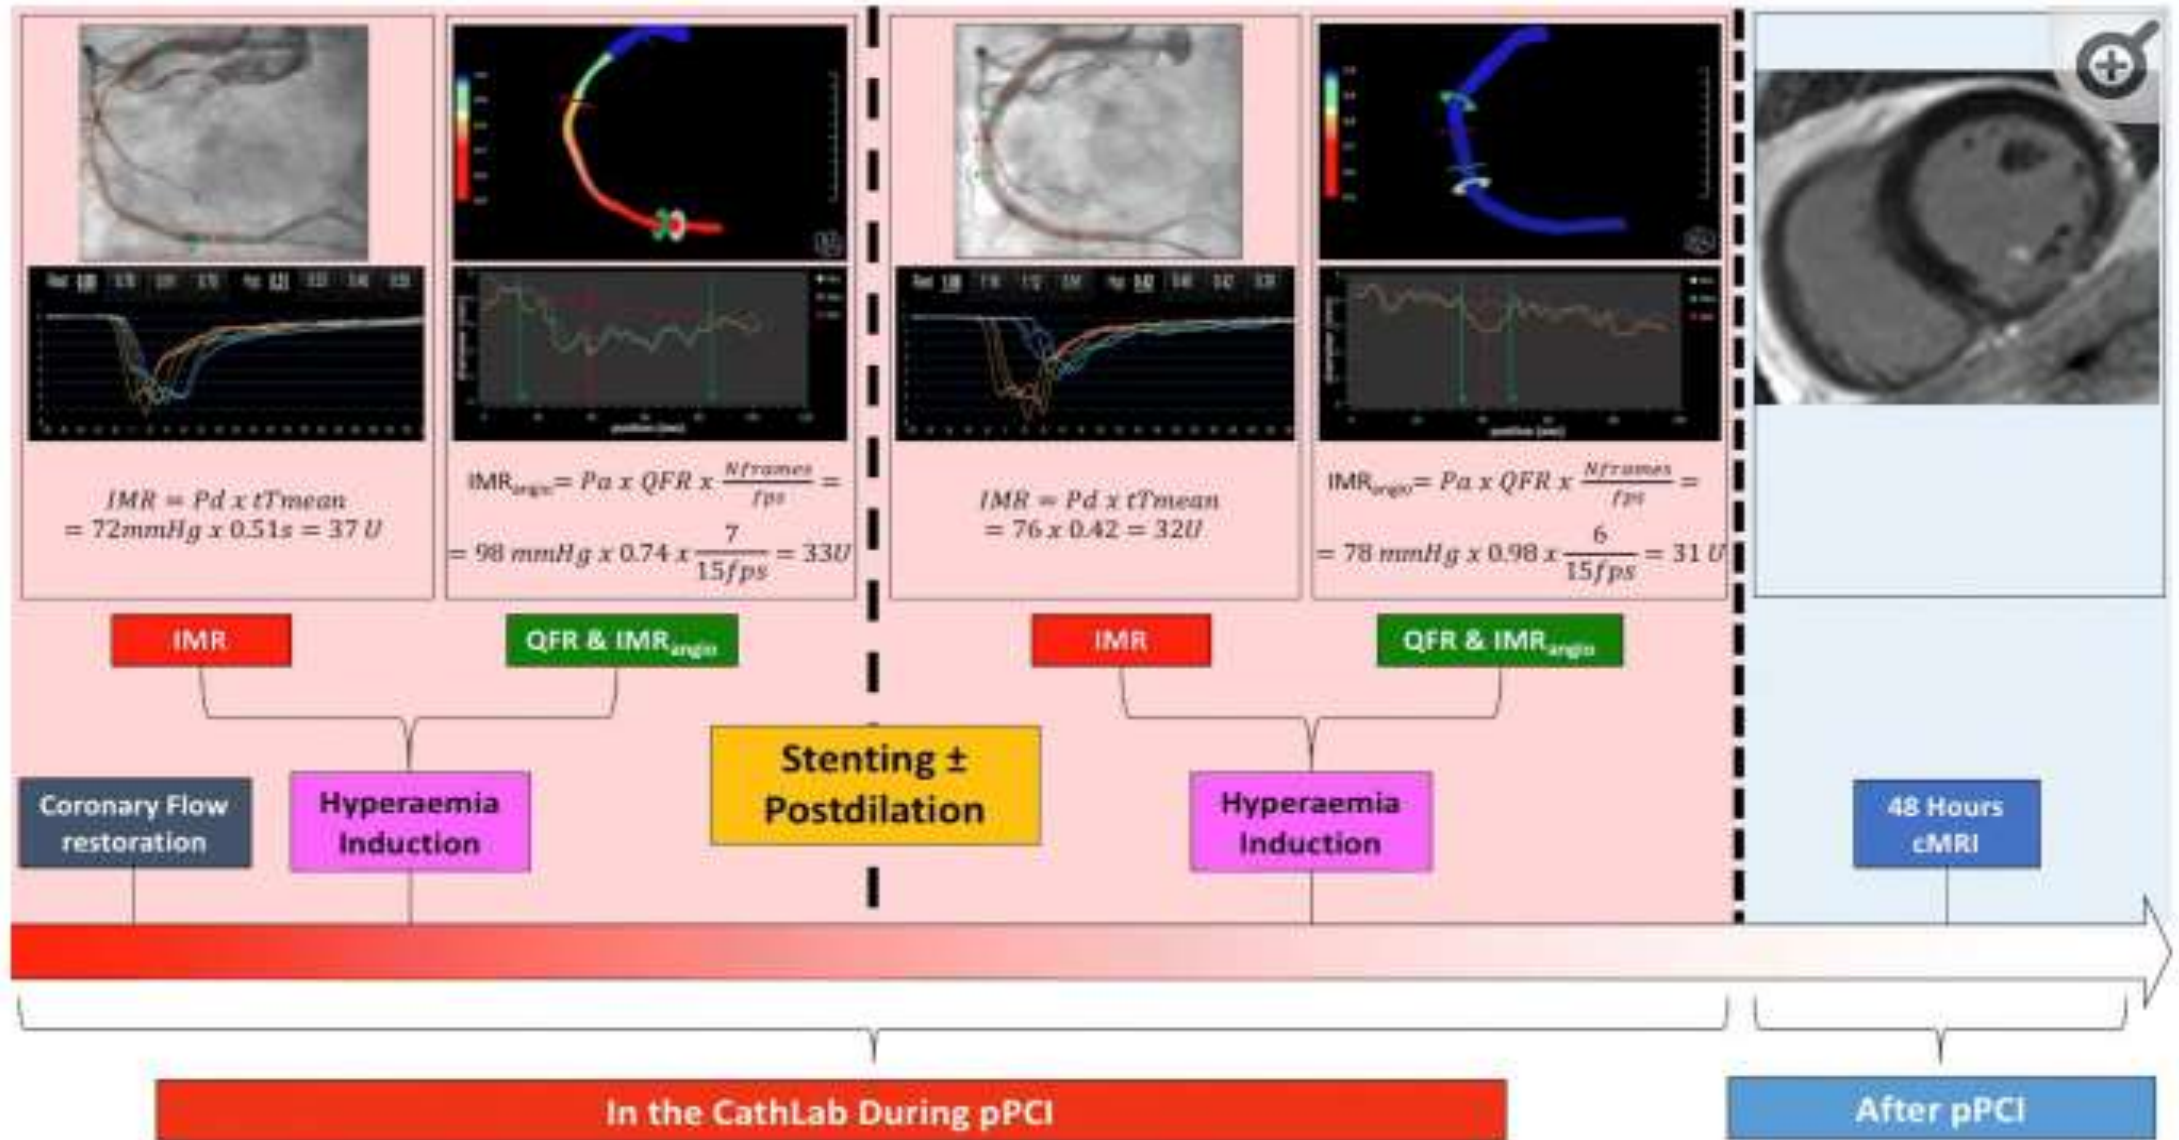 IMR = Pd x tTmean
= 72mmHg x 0.51s = 37 U
IMRangio= Pa x QFR x Nframes/fps =
= 98 mmHg x 0.74 x 7/15fps = 33U
IMR = Pd x tTmean
= 76 x 0.42 = 32U
IMRangio= Pa x QFR x Nframes/fps =
= 78 mmHg x 0.98 x 6/15fps = 31 U
IMR
QFR & IMRangio
IMR
QFR & IMRangio
Stenting ±
Postdilation
Coronary Flow
restoration
Hyperaemia
Induction
Hyperaemia
Induction
48 Hours
cMRI
In the CathLab During pPCI
After pPCI